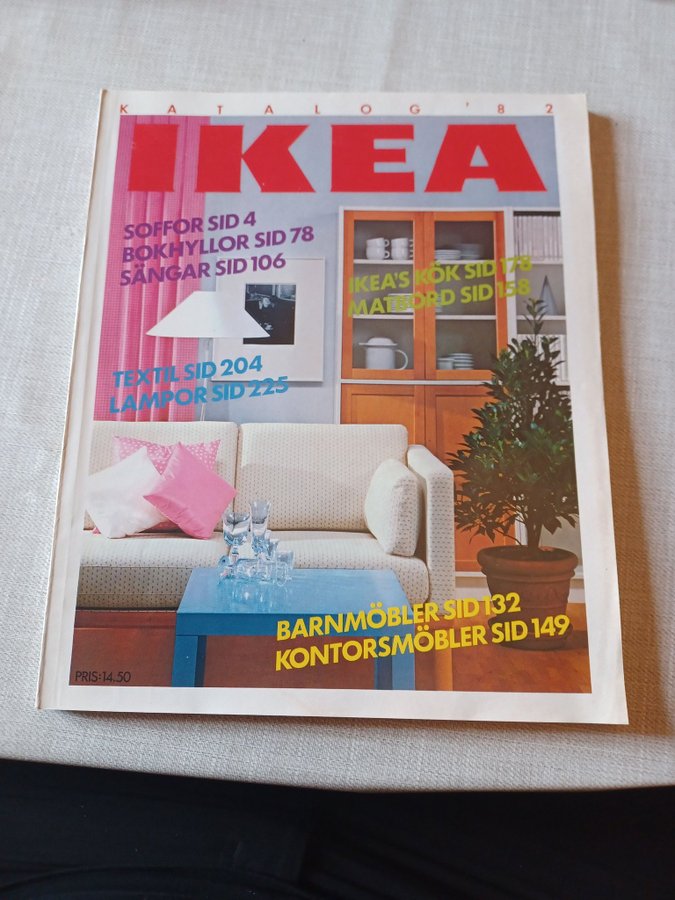 KATALOG '82
IKEA
SOFFOR SID 4
BOKHYLLOR SID 78
SÄNGAR SID 106
IKEA'S KÖK SID 178
MATBORD SID 158
TEXTIL SID 204
LAMPOR SID 225
BARNMÖBLER SID 132
KONTORSMÖBLER SID 149
PRIS:14.50